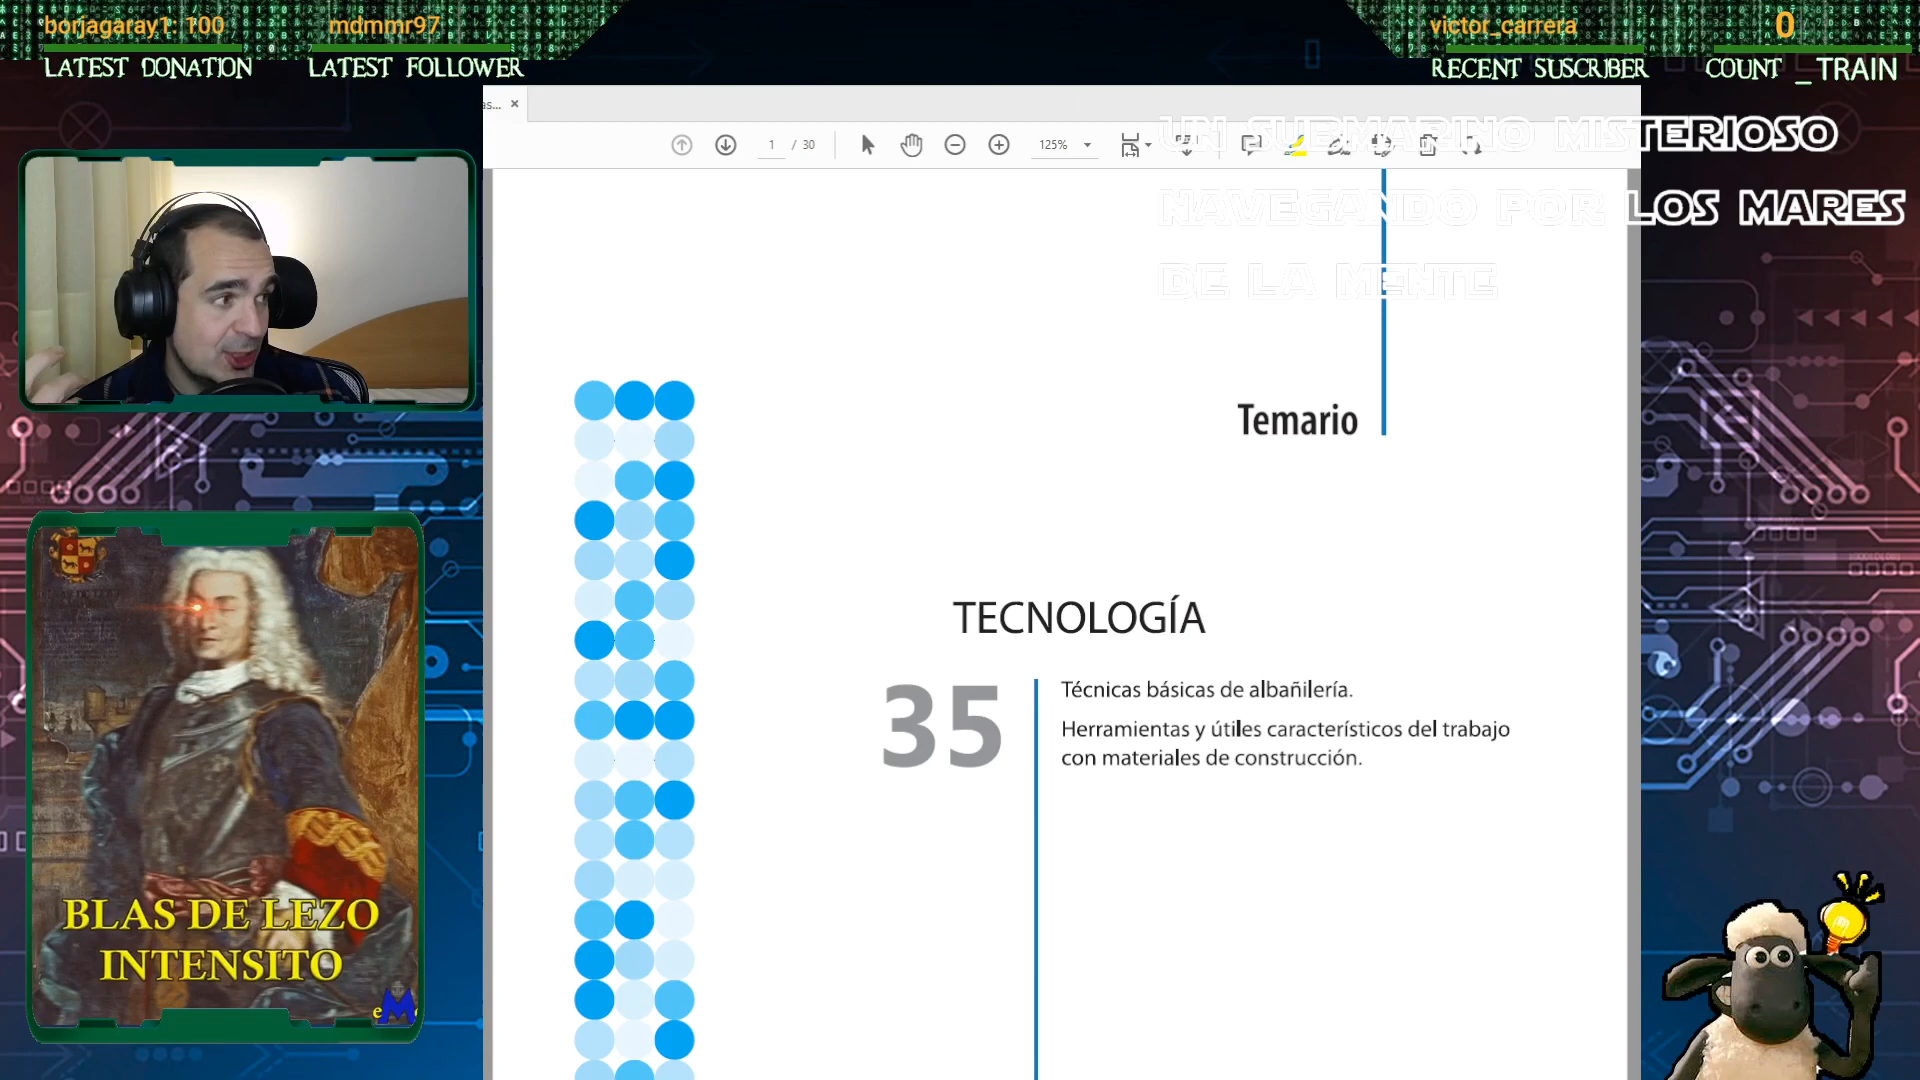 borjagaray1: 100
mdmmr97
victor_carrera
0
LATEST DONATION
LATEST FOLLOWER
RECENT SUSCRIBER
COUNT _TRAIN
as...
1 / 30
125%
UN SUBMARINO MISTERIOSO
NAVEGANDO POR LOS MARES
DE LA MENTE
Temario
TECNOLOGÍA
35
Técnicas básicas de albañilería.
Herramientas y útiles característicos del trabajo
con materiales de construcción.
BLAS DE LEZO
INTENSITO